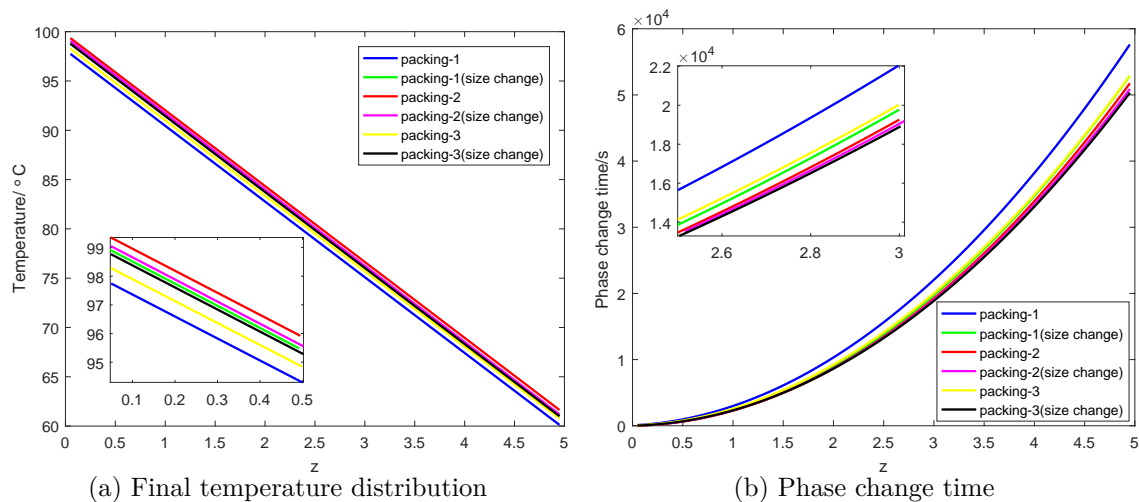 100
95
90
85
80
75
70
65
60
Temperature/°C
packing-1
packing-1(size change)
packing-2
packing-2(size change)
packing-3
packing-3(size change)
99
98
97
96
95
0.1 0.2 0.3 0.4 0.5
0 0.5 1 1.5 2 2.5 3 3.5 4 4.5 5
z
(a) Final temperature distribution
×10⁴
6
5
4
3
2
1
0
Phase change time/s
×10⁴
2.2
2
1.8
1.6
1.4
2.6 2.8 3
packing-1
packing-1(size change)
packing-2
packing-2(size change)
packing-3
packing-3(size change)
0 0.5 1 1.5 2 2.5 3 3.5 4 4.5 5
z
(b) Phase change time